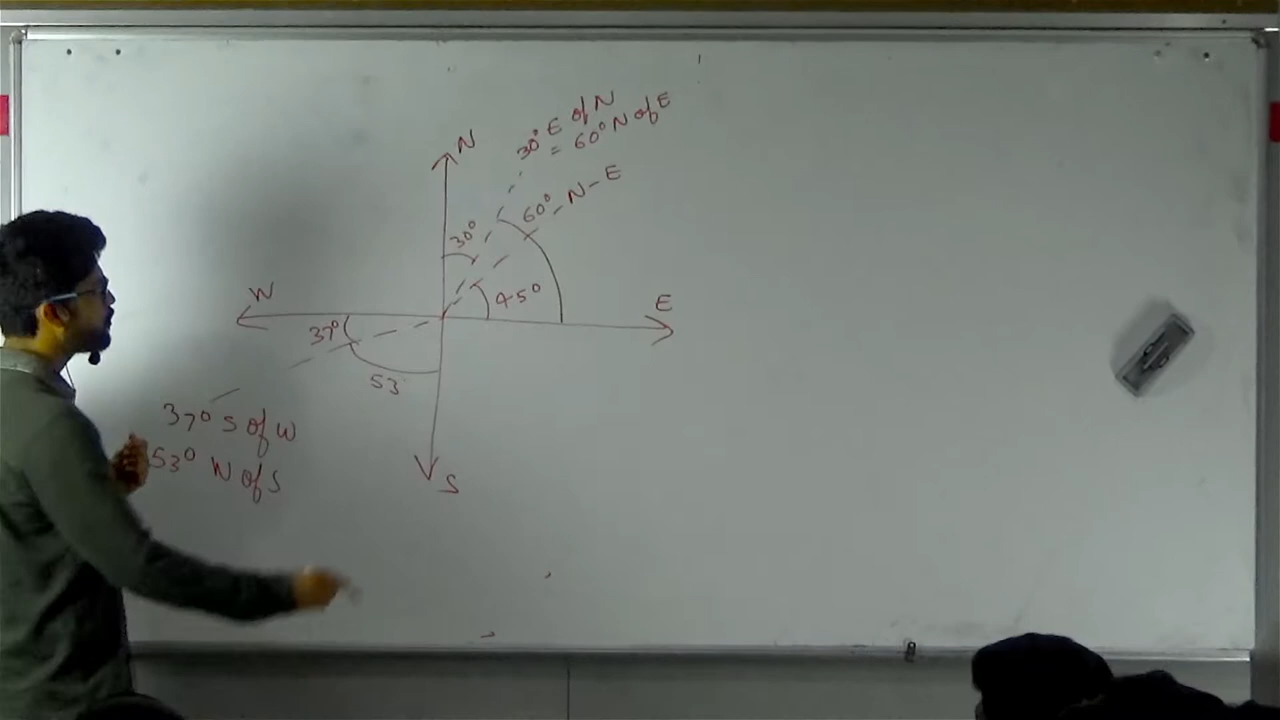 N
30° E of N
= 60° N of E
60° N-E
30°
W
45°
E
37°
53
37° S of W
53° W of S
S